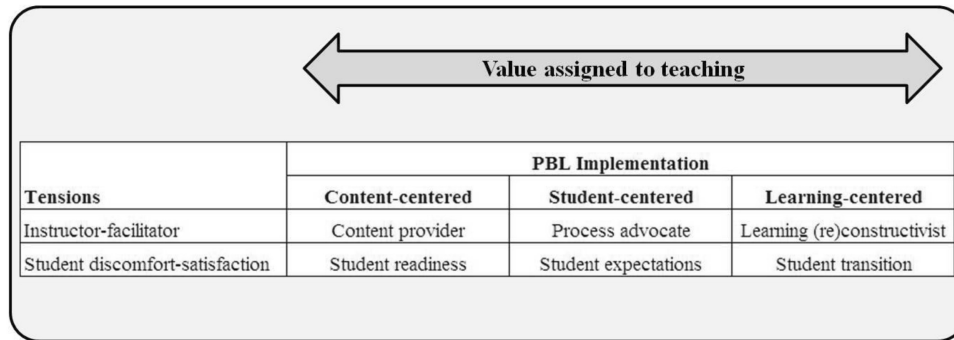 Value assigned to teaching
PBL Implementation
Tensions Content-centered Student-centered Learning-centered
Instructor-facilitator Content provider Process advocate Learning (re)constructivist
Student discomfort-satisfaction Student readiness Student expectations Student transition